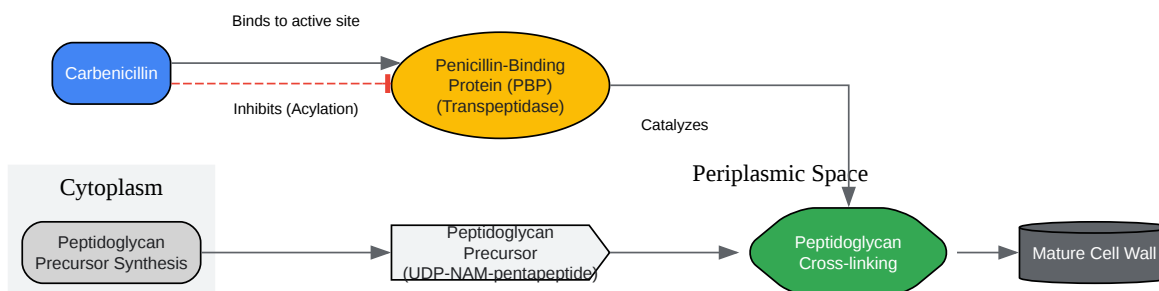 Binds to active site
Carbenicillin
Penicillin-Binding
Protein (PBP)
(Transpeptidase)
Inhibits (Acylation)
Catalyzes
Periplasmic Space
Cytoplasm
Peptidoglycan
Precursor Synthesis
Peptidoglycan
Precursor
(UDP-NAM-pentapeptide)
Peptidoglycan
Cross-linking
Mature Cell Wall